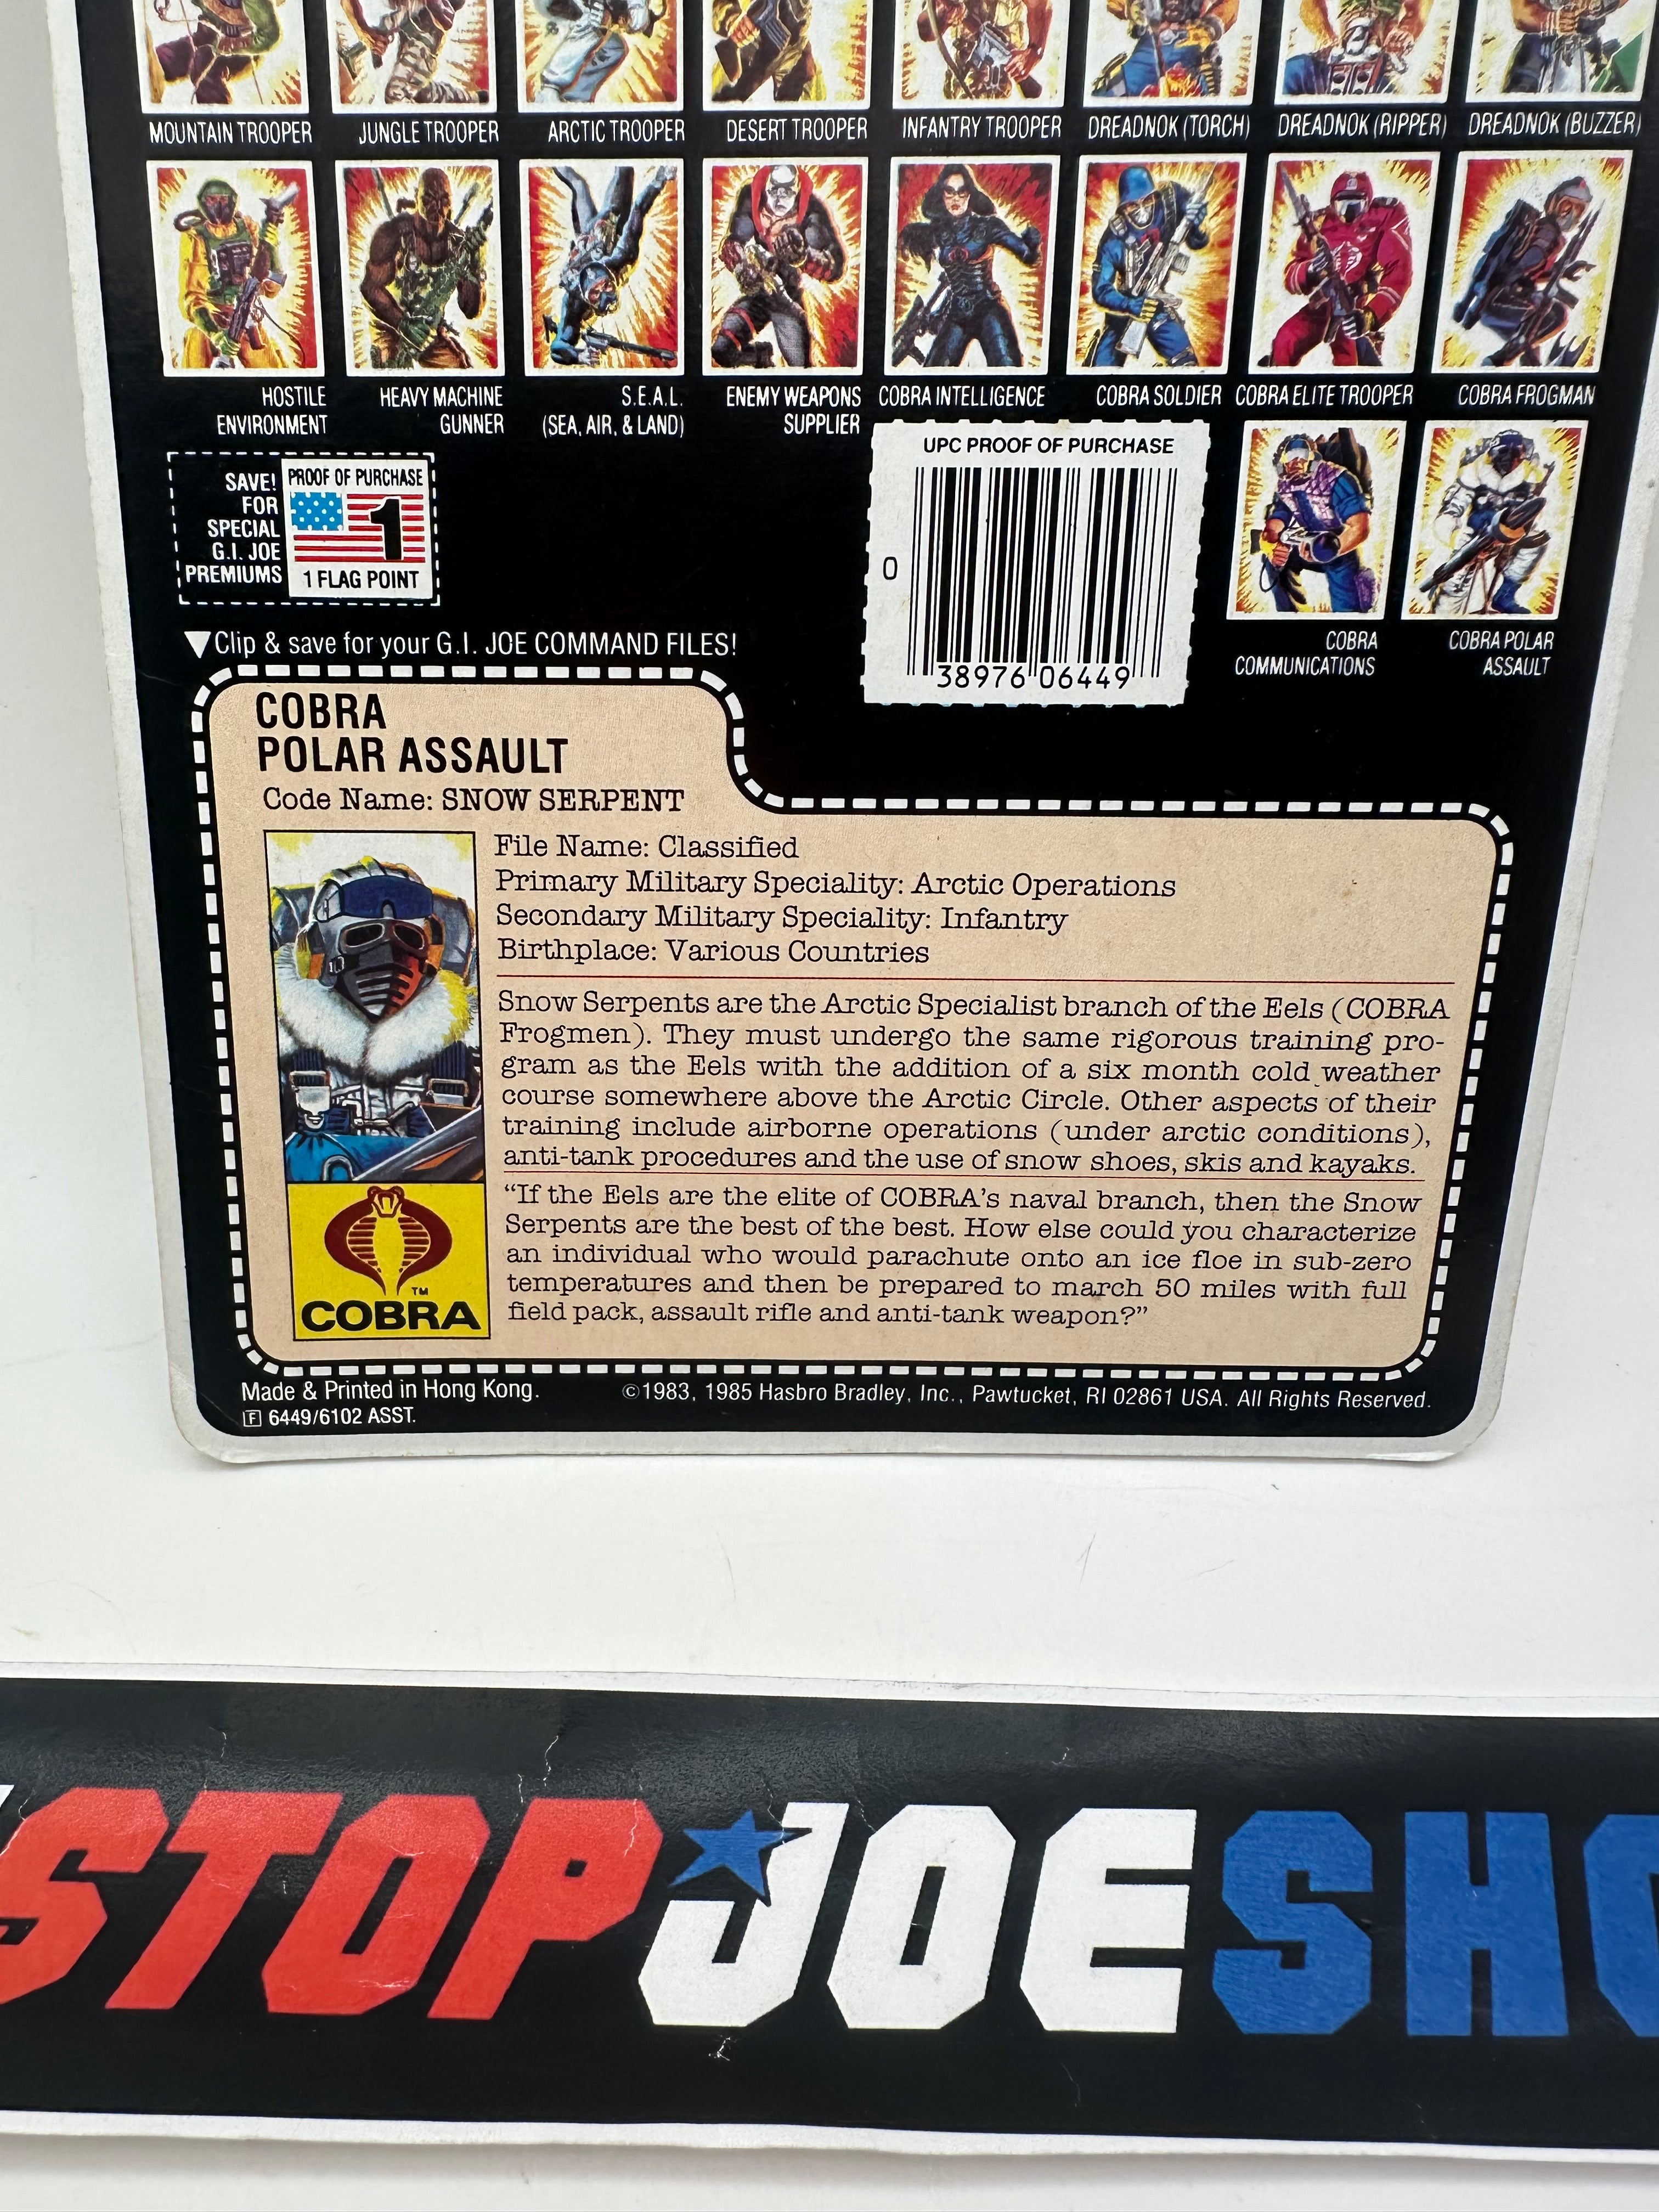 MOUNTAIN TROOPER
JUNGLE TROOPER
ARCTIC TROOPER
DESERT TROOPER
INFANTRY TROOPER
DREADNOK (TORCH)
DREADNOK (RIPPER)
DREADNOK (BUZZER)
HOSTILE
ENVIRONMENT
HEAVY MACHINE
GUNNER
S.E.A.L.
(SEA, AIR, & LAND)
ENEMY WEAPONS
SUPPLIER
COBRA INTELLIGENCE
COBRA SOLDIER
COBRA ELITE TROOPER
COBRA FROGMAN
SAVE!
FOR
SPECIAL
G.I. JOE
PREMIUMS
PROOF OF PURCHASE
1
1 FLAG POINT
UPC PROOF OF PURCHASE
0
38976 06449
COBRA
COMMUNICATIONS
COBRA POLAR
ASSAULT
▼Clip & save for your G.I. JOE COMMAND FILES!
COBRA
POLAR ASSAULT
Code Name: SNOW SERPENT
File Name: Classified
Primary Military Speciality: Arctic Operations
Secondary Military Speciality: Infantry
Birthplace: Various Countries
Snow Serpents are the Arctic Specialist branch of the Eels (COBRA
Frogmen). They must undergo the same rigorous training pro-
gram as the Eels with the addition of a six month cold weather
course somewhere above the Arctic Circle. Other aspects of their
training include airborne operations (under arctic conditions),
anti-tank procedures and the use of snow shoes, skis and kayaks.
“If the Eels are the elite of COBRA’s naval branch, then the Snow
Serpents are the best of the best. How else could you characterize
an individual who would parachute onto an ice floe in sub-zero
temperatures and then be prepared to march 50 miles with full
field pack, assault rifle and anti-tank weapon?”
TM
COBRA
Made & Printed in Hong Kong.
F 6449/6102 ASST.
©1983, 1985 Hasbro Bradley, Inc., Pawtucket, RI 02861 USA. All Rights Reserved.
STOP JOE SHO